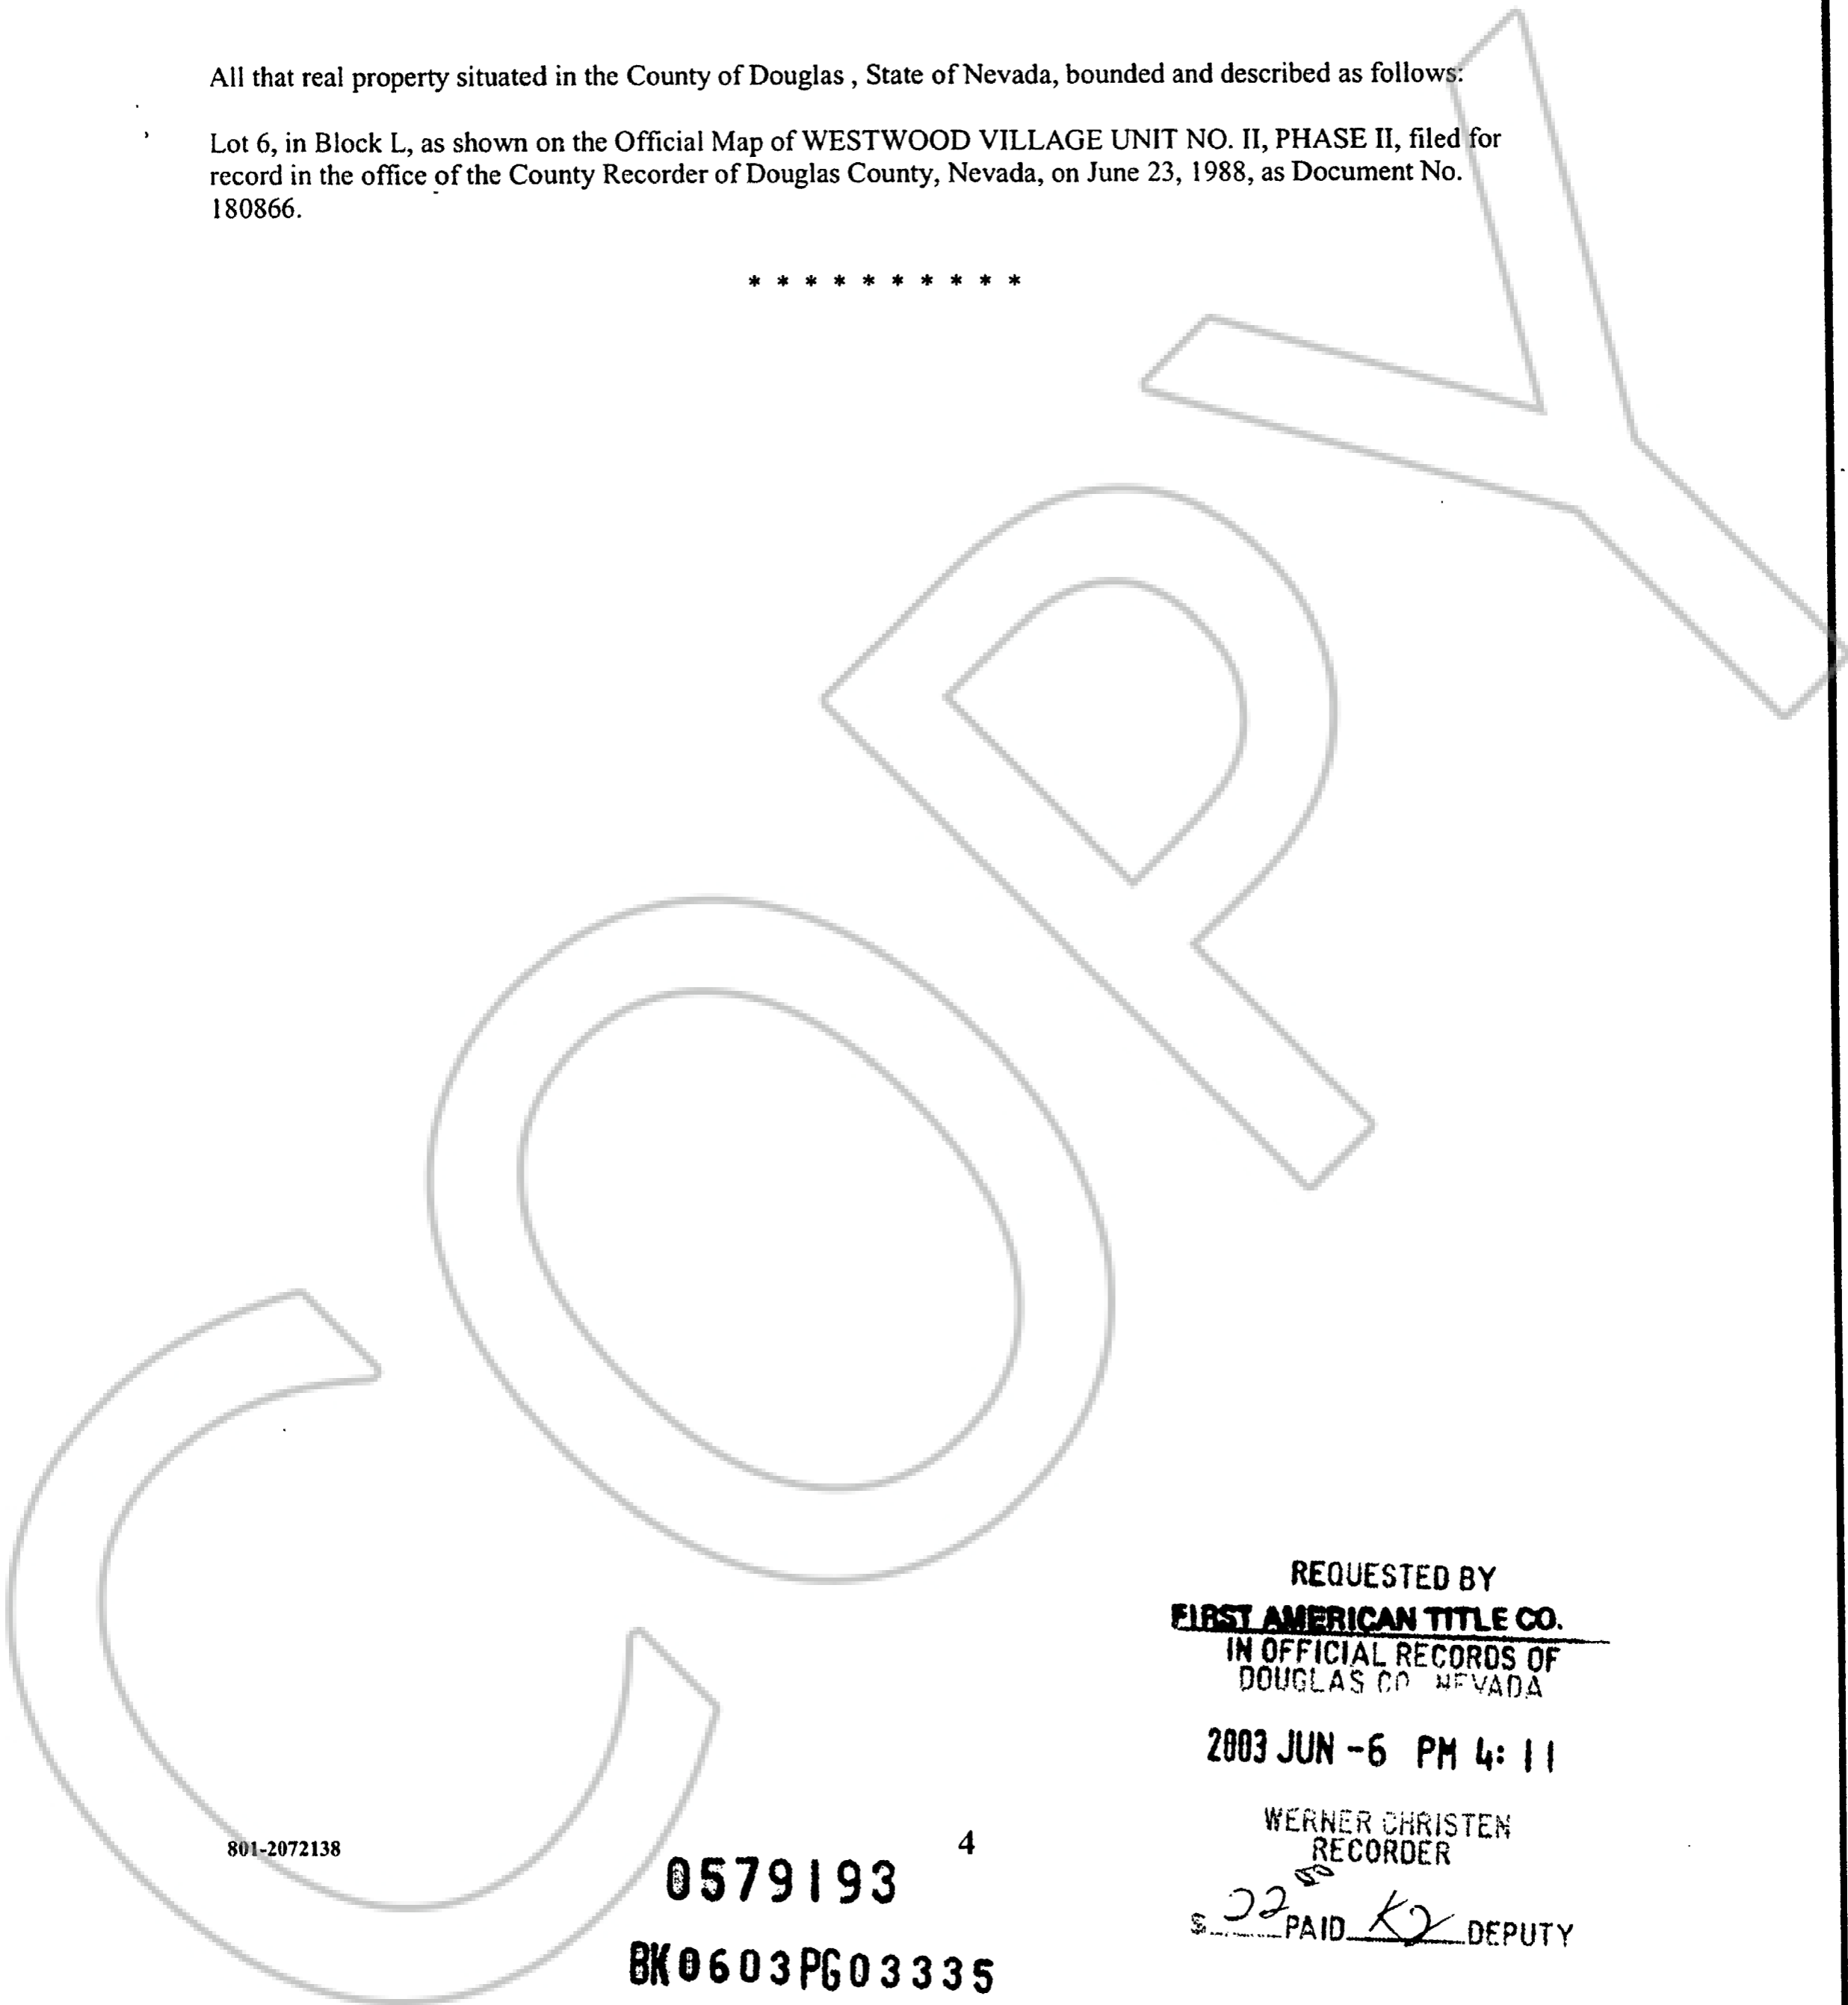 All that real property situated in the County of Douglas , State of Nevada, bounded and described as follows:
Lot 6, in Block L, as shown on the Official Map of WESTWOOD VILLAGE UNIT NO. II, PHASE II, filed for
record in the office of the County Recorder of Douglas County, Nevada, on June 23, 1988, as Document No.
180866.
* * * * * * * * * *
COPY
REQUESTED BY
FIRST AMERICAN TITLE CO.
IN OFFICIAL RECORDS OF
DOUGLAS CO NEVADA
2003 JUN -6 PM 4: 11
WERNER CHRISTEN
RECORDER
$ 22 PAID DEPUTY
801-2072138
4
0579193
BK0603PG03335